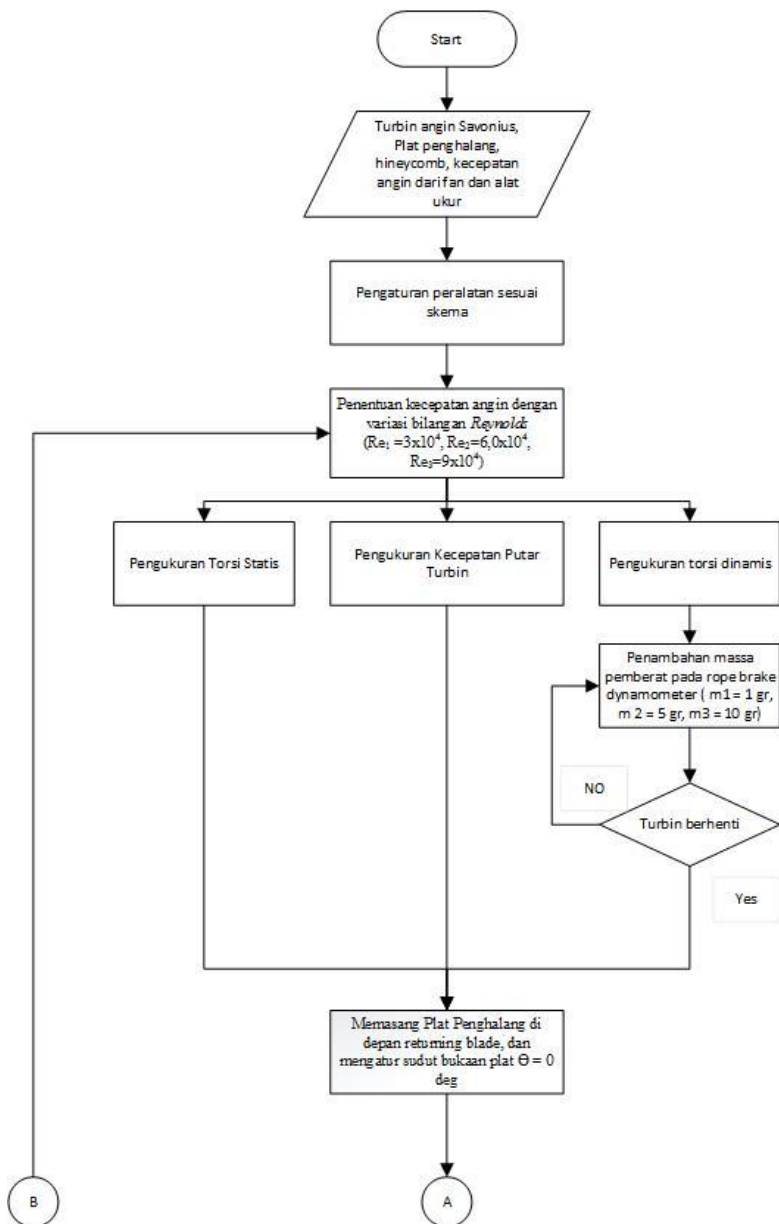 Start
Turbin angin Savonius,
Plat penghalang,
hineycomb, kecepatan
angin dari fan dan alat
ukur
Pengaturan peralatan sesuai
skema
Penentuan kecepatan angin dengan
variasi bilangan Reynolds
(Re₁ =3x10⁴, Re₂=6,0x10⁴,
Re₃=9x10⁴)
Pengukuran Torsi Statis
Pengukuran Kecepatan Putar
Turbin
Pengukuran torsi dinamis
Penambahan massa
pemberat pada rope brake
dynamometer ( m1 = 1 gr,
m 2 = 5 gr, m3 = 10 gr)
NO
Turbin berhenti
Yes
Memasang Plat Penghalang di
depan returning blade, dan
mengatur sudut bukaan plat Ө = 0
deg
B
A